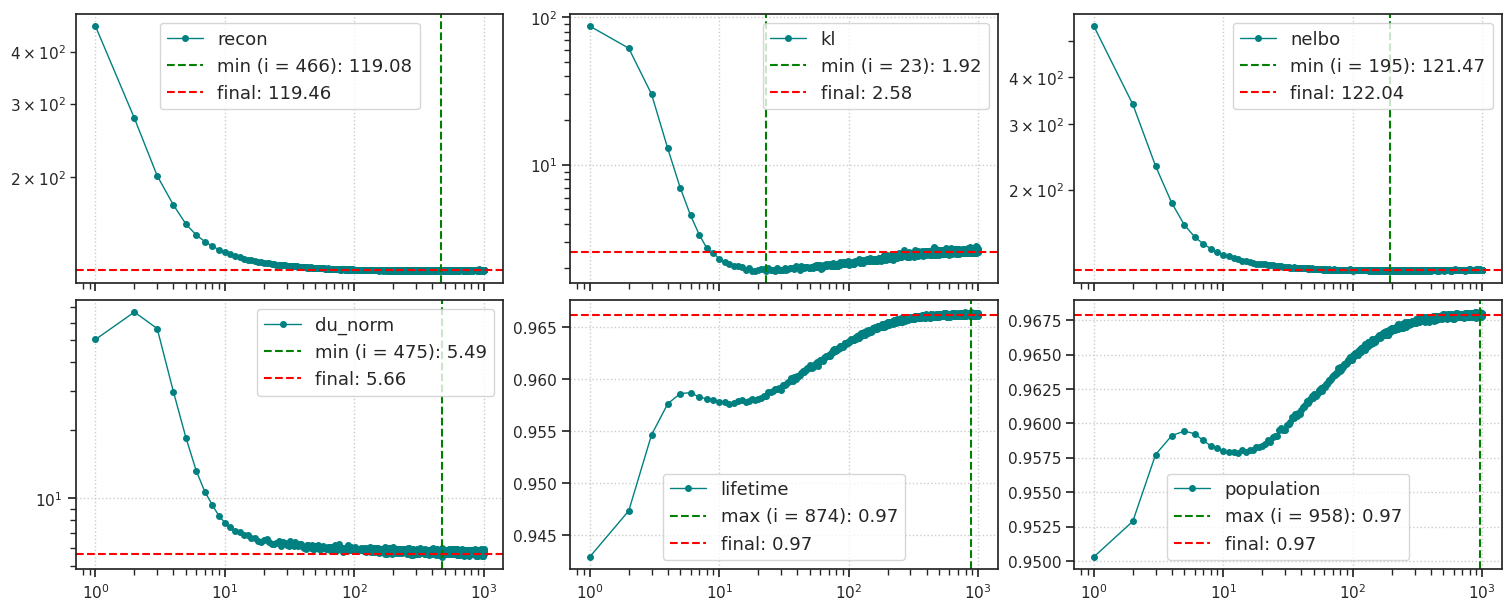 4 × 10²
3 × 10²
2 × 10²
recon
min (i = 466): 119.08
final: 119.46
10²
10¹
kl
min (i = 23): 1.92
final: 2.58
4 × 10²
3 × 10²
2 × 10²
nelbo
min (i = 195): 121.47
final: 122.04
10¹
du_norm
min (i = 475): 5.49
final: 5.66
10⁰ 10¹ 10² 10³
0.965
0.960
0.955
0.950
0.945
lifetime
max (i = 874): 0.97
final: 0.97
10⁰ 10¹ 10² 10³
0.9675
0.9650
0.9625
0.9600
0.9575
0.9550
0.9525
0.9500
population
max (i = 958): 0.97
final: 0.97
10⁰ 10¹ 10² 10³